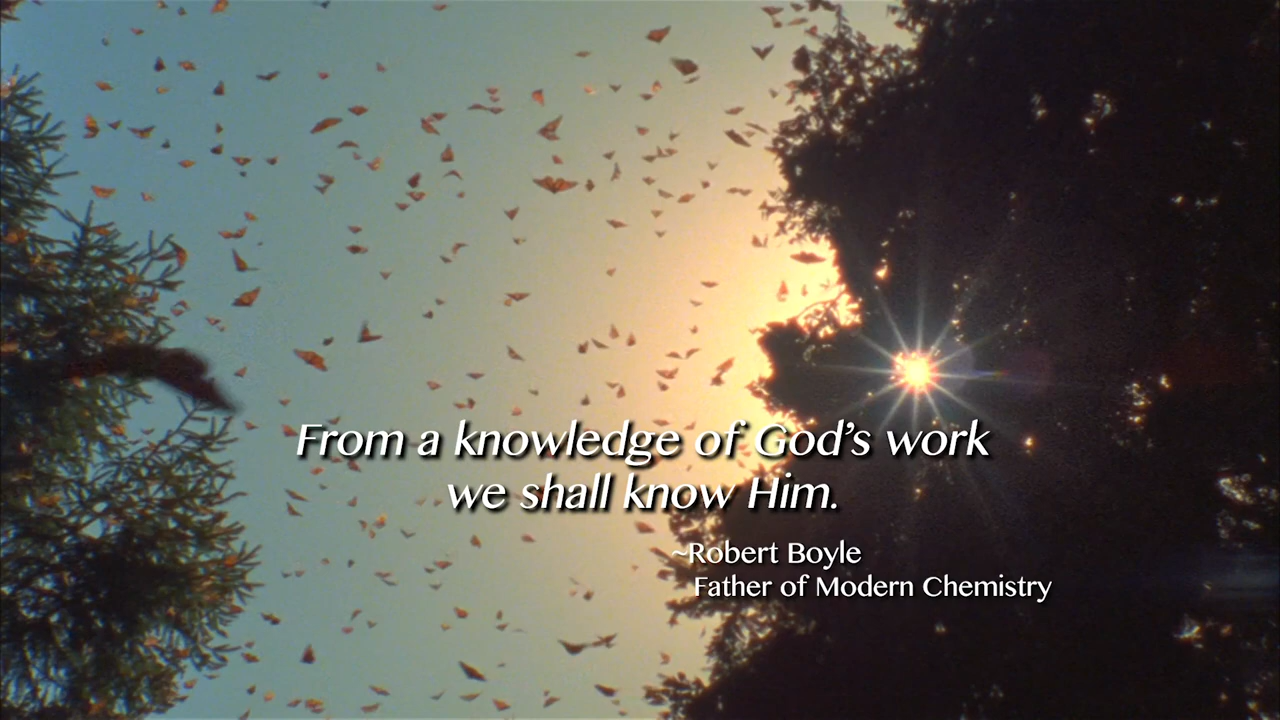 From a knowledge of God’s work
we shall know Him.
~Robert Boyle
Father of Modern Chemistry